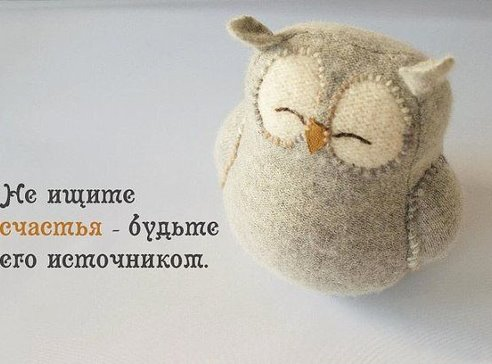 Не ищите
счастья - будьте
его источником.